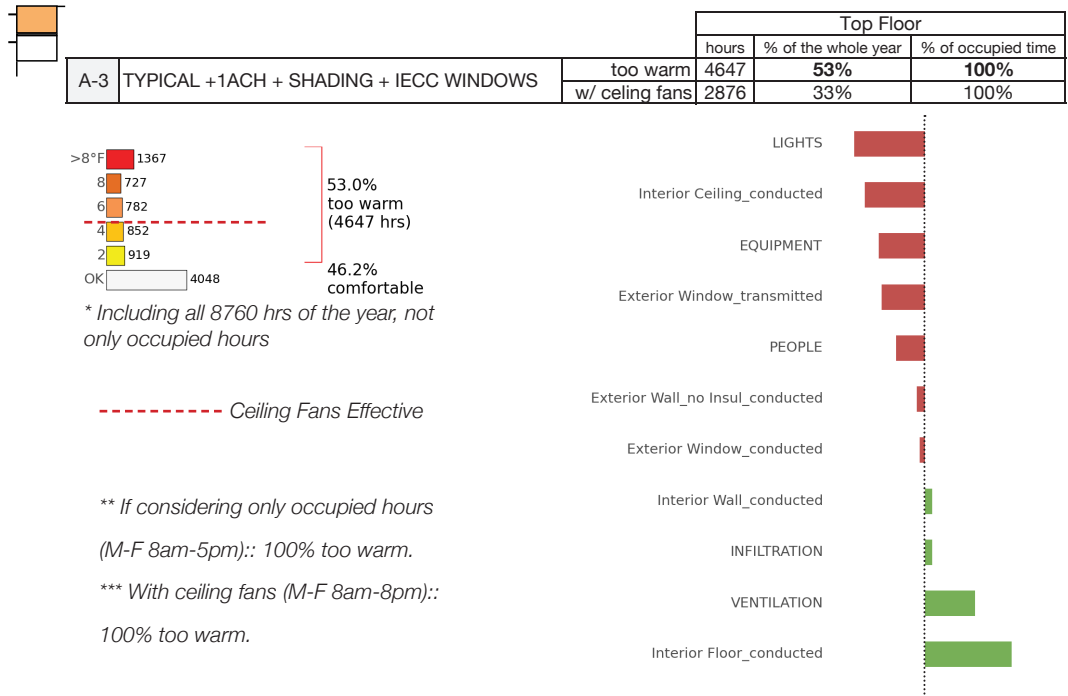 Top Floor
hours % of the whole year % of occupied time
A-3 TYPICAL +1ACH + SHADING + IECC WINDOWS
too warm 4647 53% 100%
w/ celing fans 2876 33% 100%
>8°F 1367
8 727
6 782
4 852
2 919
OK 4048
53.0%
too warm
(4647 hrs)
46.2%
comfortable
* Including all 8760 hrs of the year, not
only occupied hours
Ceiling Fans Effective
** If considering only occupied hours
(M-F 8am-5pm):: 100% too warm.
*** With ceiling fans (M-F 8am-8pm)::
100% too warm.
LIGHTS
Interior Ceiling_conducted
EQUIPMENT
Exterior Window_transmitted
PEOPLE
Exterior Wall_no Insul_conducted
Exterior Window_conducted
Interior Wall_conducted
INFILTRATION
VENTILATION
Interior Floor_conducted